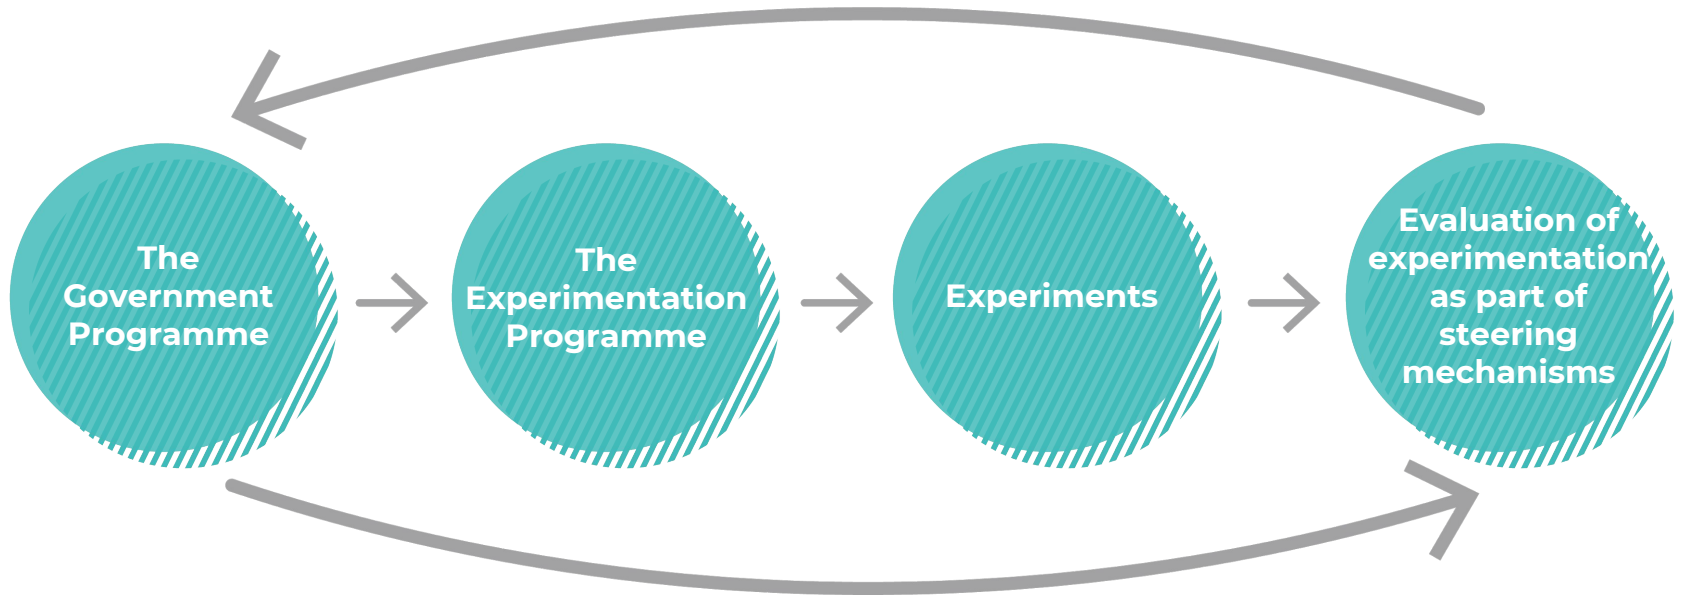 The
Government
Programme
The
Experimentation
Programme
Experiments
Evaluation of
experimentation
as part of
steering
mechanisms